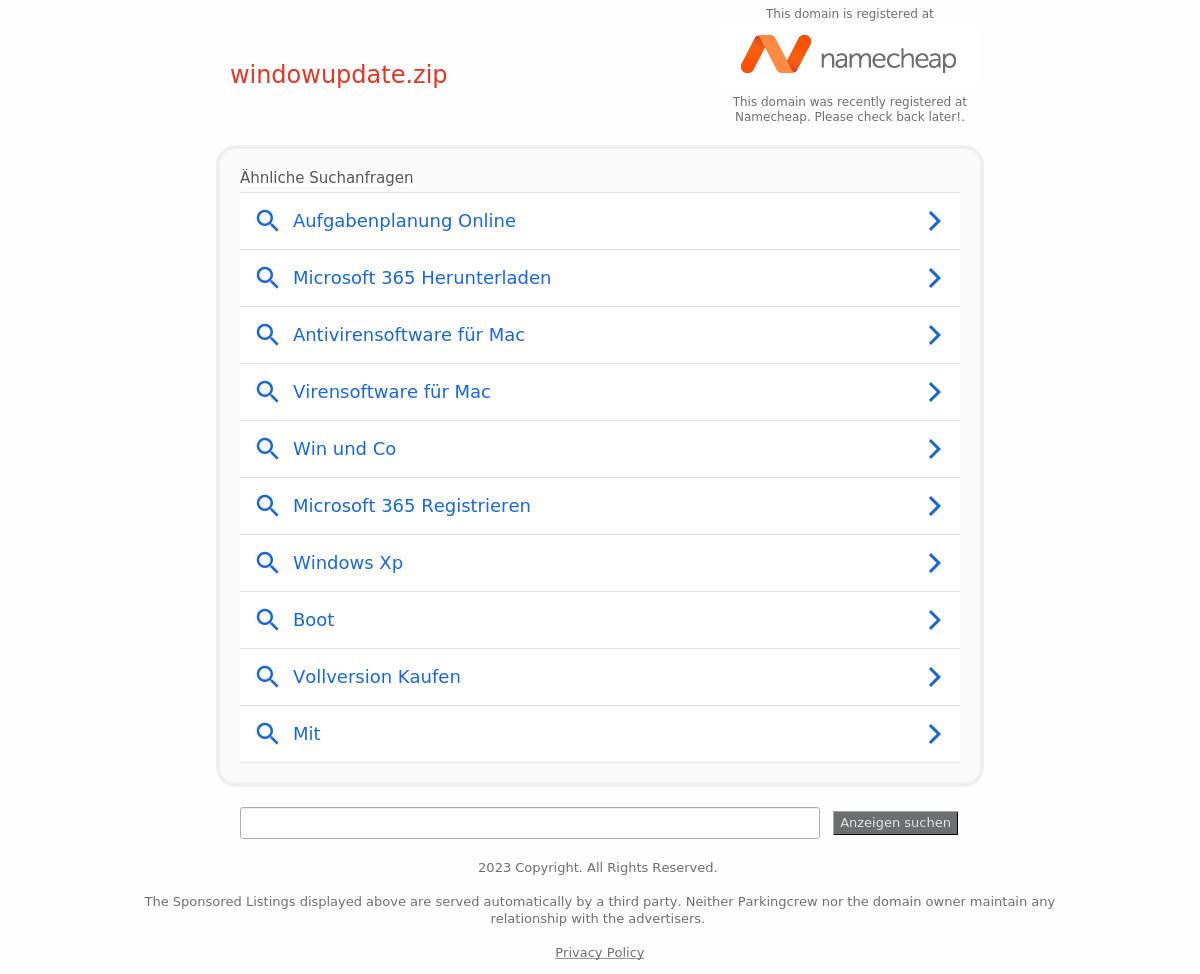 This domain is registered at
windowupdate.zip
namecheap
This domain was recently registered at
Namecheap. Please check back later!.
Ähnliche Suchanfragen
Aufgabenplanung Online
Microsoft 365 Herunterladen
Antivirensoftware für Mac
Virensoftware für Mac
Win und Co
Microsoft 365 Registrieren
Windows Xp
Boot
Vollversion Kaufen
Mit
Anzeigen suchen
2023 Copyright. All Rights Reserved.
The Sponsored Listings displayed above are served automatically by a third party. Neither Parkingcrew nor the domain owner maintain any
relationship with the advertisers.
Privacy Policy